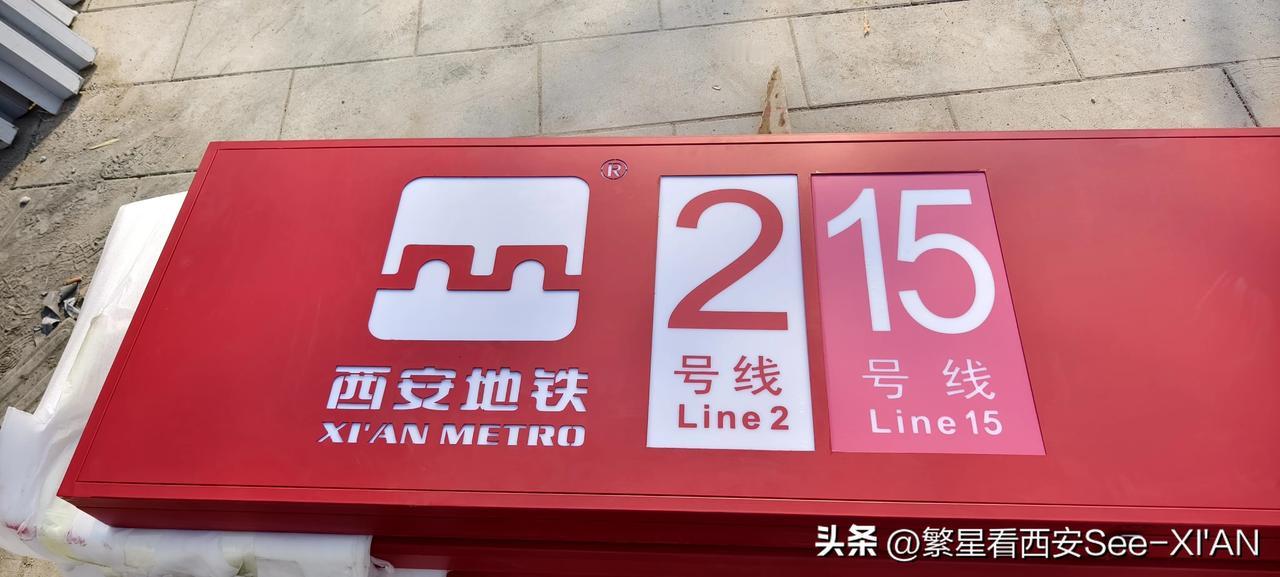 ®
西安地铁
XI'AN METRO
2
号线
Line 2
15
号线
Line 15
头条 @繁星看西安See-XI'AN